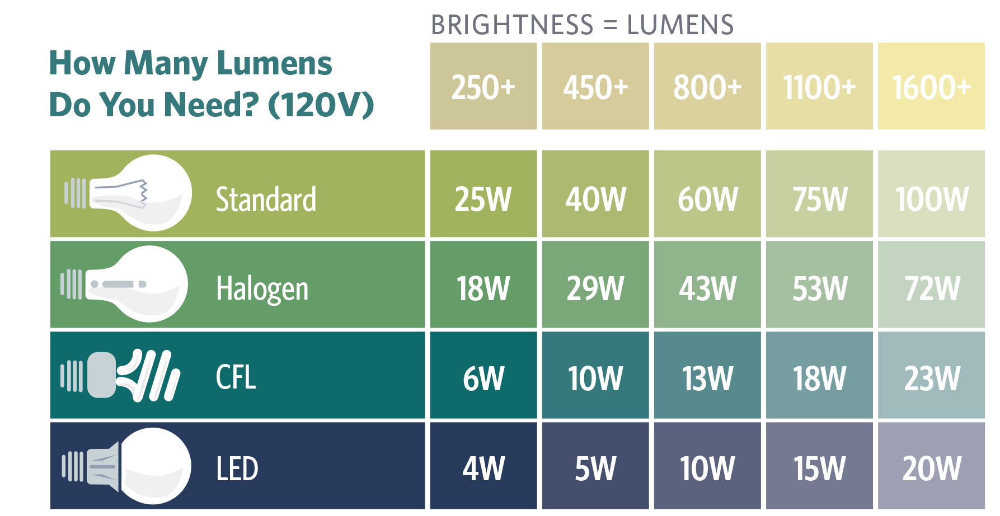 BRIGHTNESS = LUMENS
How Many Lumens
Do You Need? (120V)
250+ 450+ 800+ 1100+ 1600+
Standard 25W 40W 60W 75W 100W
Halogen 18W 29W 43W 53W 72W
CFL 6W 10W 13W 18W 23W
LED 4W 5W 10W 15W 20W